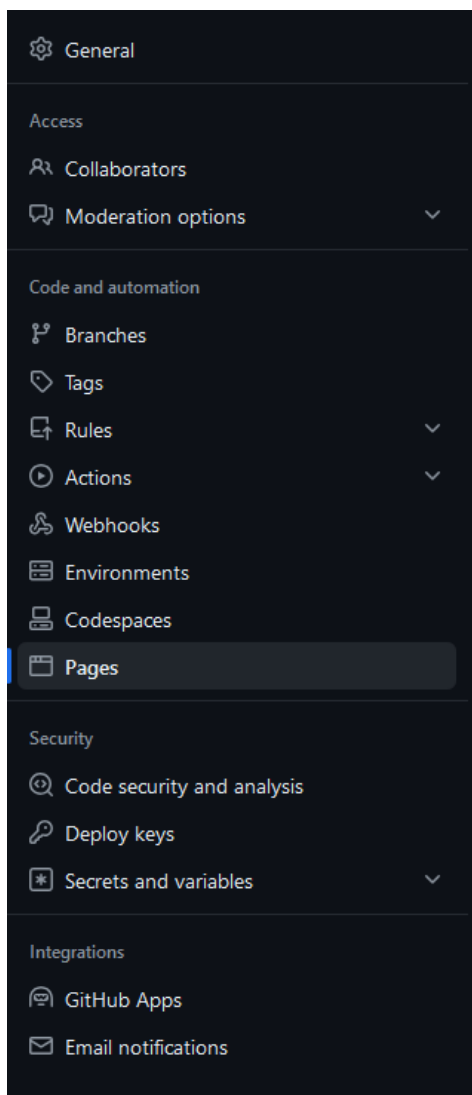 General
Access
Collaborators
Moderation options
Code and automation
Branches
Tags
Rules
Actions
Webhooks
Environments
Codespaces
Pages
Security
Code security and analysis
Deploy keys
Secrets and variables
Integrations
GitHub Apps
Email notifications